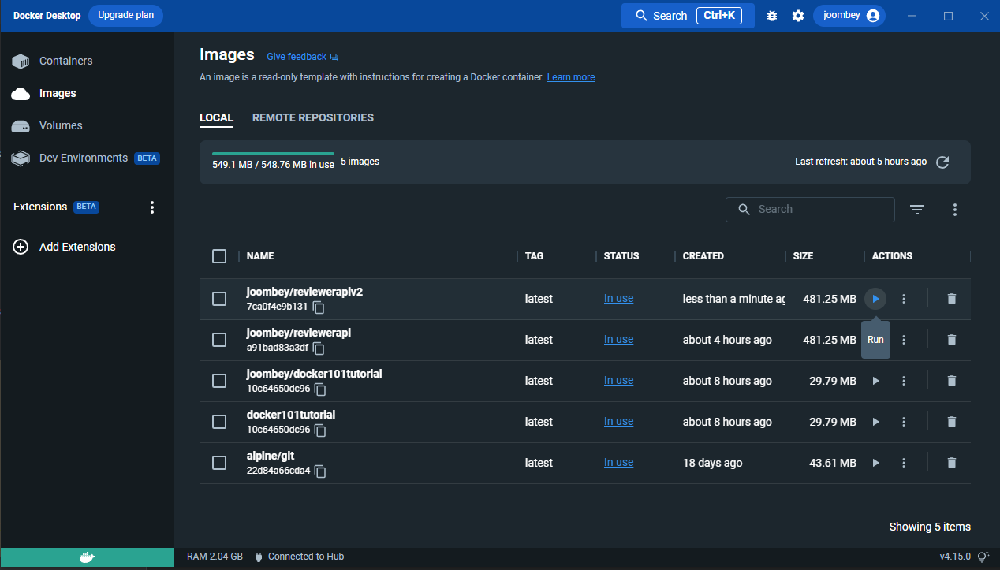 Docker Desktop Upgrade plan Search Ctrl+K joombey
Containers
Images
Volumes
Dev Environments BETA
Extensions BETA
Add Extensions
Images Give feedback
An image is a read-only template with instructions for creating a Docker container. Learn more
LOCAL REMOTE REPOSITORIES
549.1 MB / 548.76 MB in use 5 images Last refresh: about 5 hours ago
Search
NAME TAG STATUS CREATED SIZE ACTIONS
joombey/reviewerapiv2
7ca0f4e9b131 latest In use less than a minute ag 481.25 MB
joombey/reviewerapi
a91bad83a3df latest In use about 4 hours ago 481.25 MB Run
joombey/docker101tutorial
10c64650dc96 latest In use about 8 hours ago 29.79 MB
docker101tutorial
10c64650dc96 latest In use about 8 hours ago 29.79 MB
alpine/git
22d84a66cda4 latest In use 18 days ago 43.61 MB
Showing 5 items
RAM 2.04 GB Connected to Hub v4.15.0